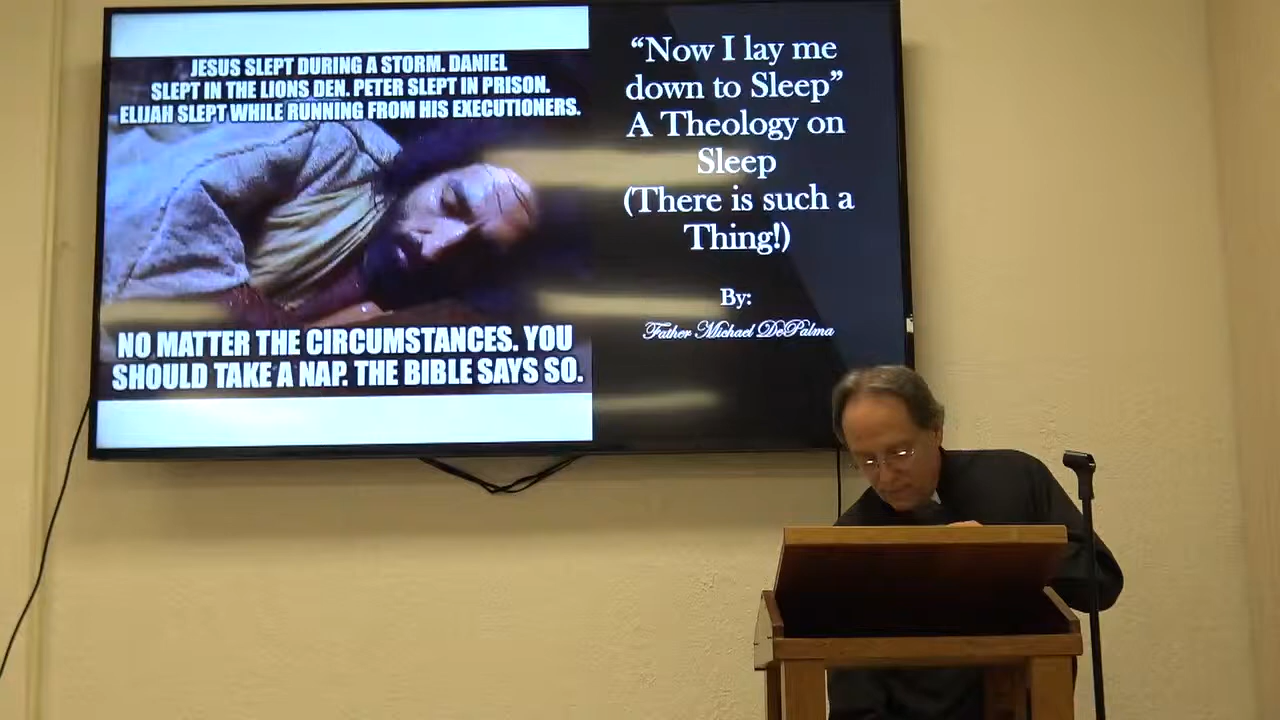 JESUS SLEPT DURING A STORM. DANIEL
SLEPT IN THE LIONS DEN. PETER SLEPT IN PRISON.
ELIJAH SLEPT WHILE RUNNING FROM HIS EXECUTIONERS.
NO MATTER THE CIRCUMSTANCES. YOU
SHOULD TAKE A NAP. THE BIBLE SAYS SO.
“Now I lay me
down to Sleep”
A Theology on
Sleep
(There is such a
Thing!)
By:
Father Michael DePalma